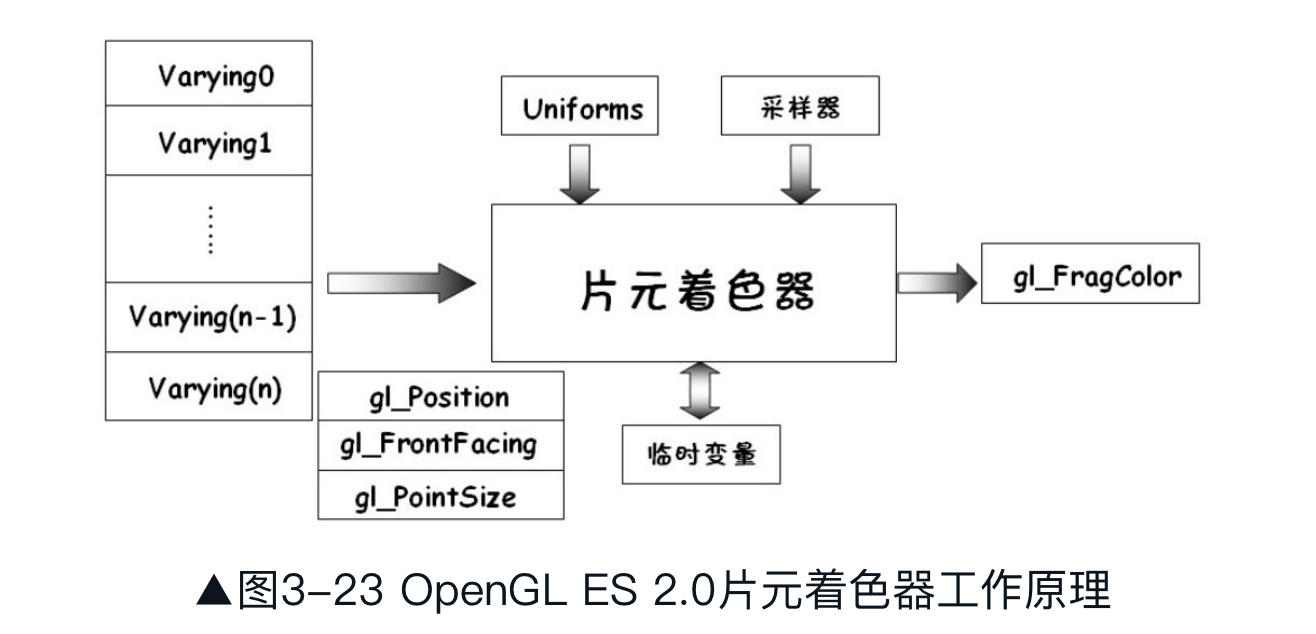 Varying0
Varying1
Varying(n-1)
Varying(n)
gl_Position
gl_FrontFacing
gl_PointSize
Uniforms
采样器
片元着色器
临时变量
gl_FragColor
▲图3-23 OpenGL ES 2.0片元着色器工作原理